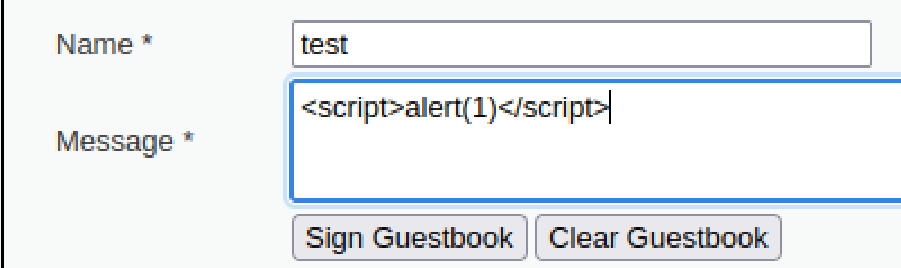 Name * test
<script>alert(1)</script>
Message *
Sign Guestbook Clear Guestbook